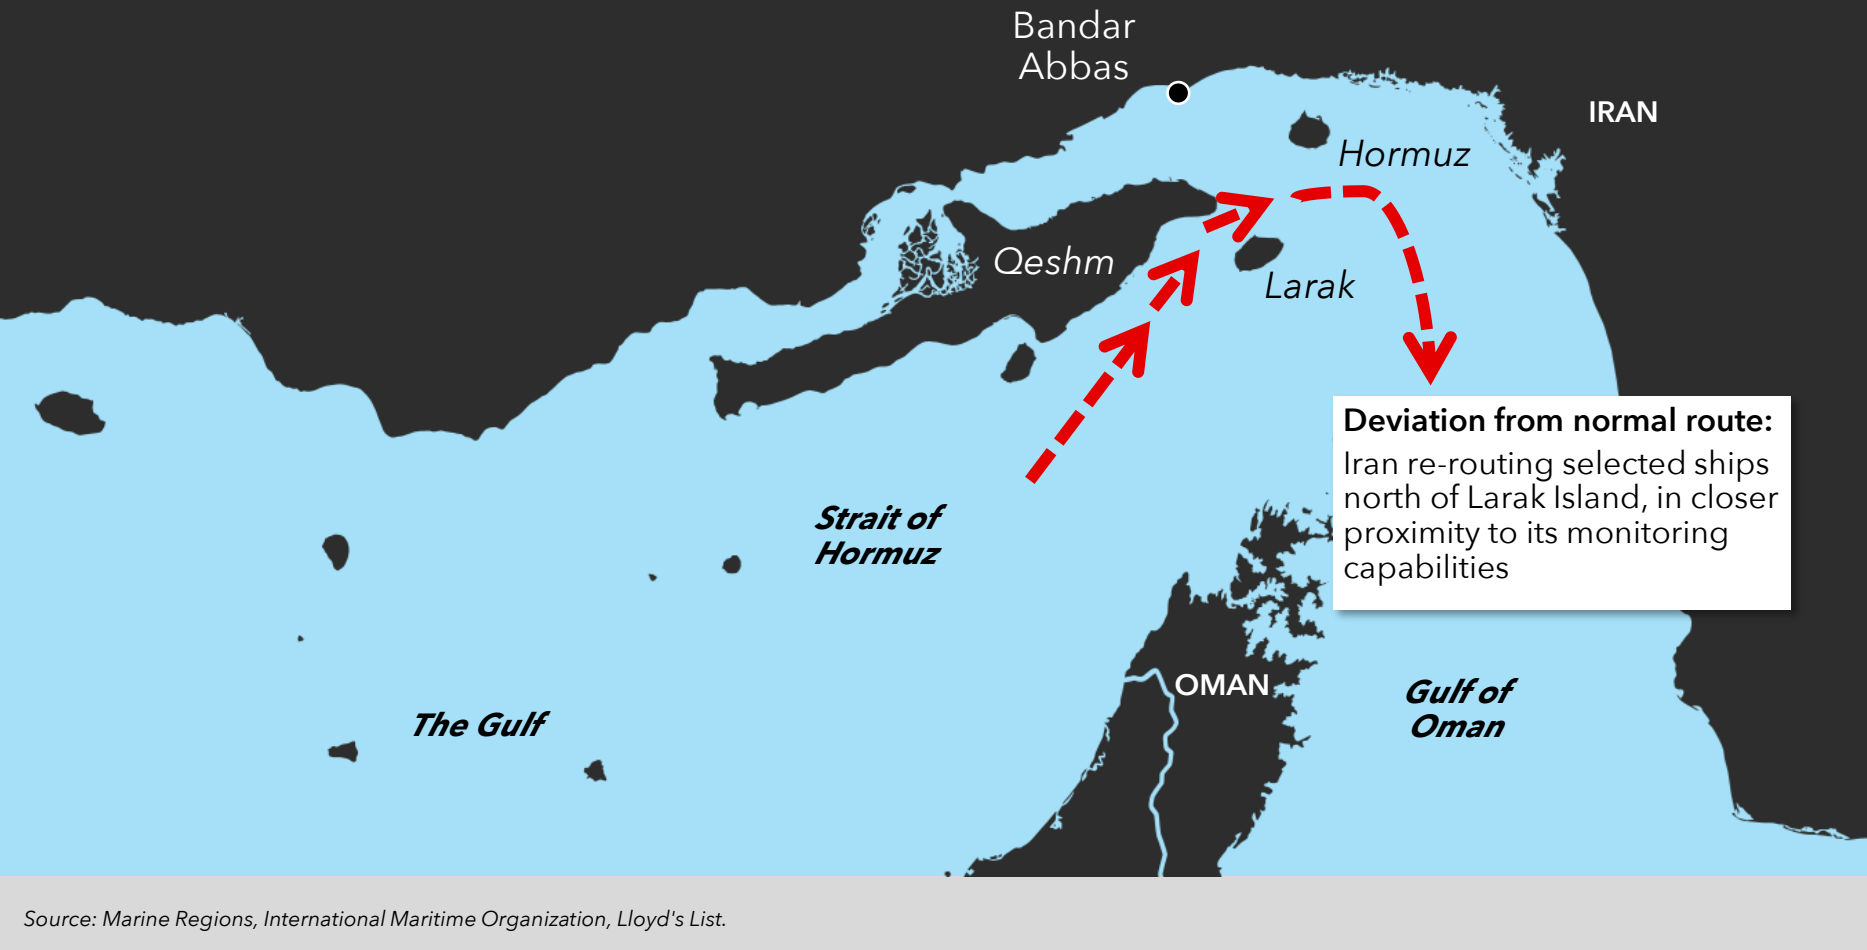 Bandar
Abbas
IRAN
Hormuz
Qeshm
Larak
Deviation from normal route:
Iran re-routing selected ships
north of Larak Island, in closer
proximity to its monitoring
capabilities
Strait of
Hormuz
OMAN
Gulf of
Oman
The Gulf
Source: Marine Regions, International Maritime Organization, Lloyd's List.